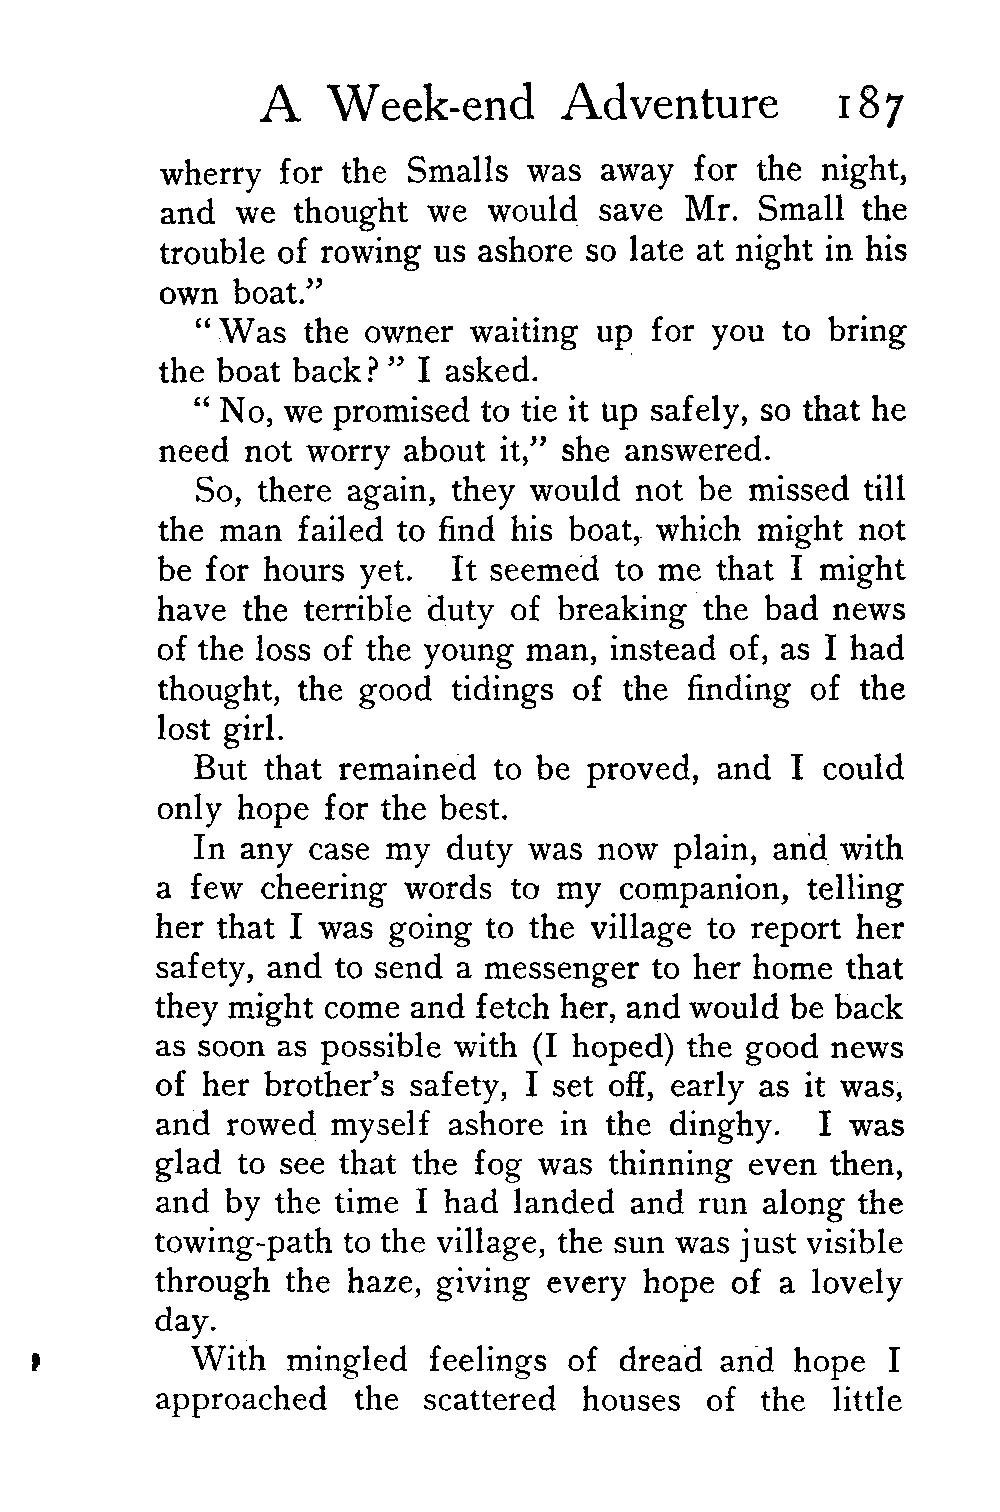 A Week-end Adventure 187
wherry for the Smalls was away for the night,
and we thought we would save Mr. Small the
trouble of rowing us ashore so late at night in his
own boat.”
“Was the owner waiting up for you to bring
the boat back?” I asked.
“No, we promised to tie it up safely, so that he
need not worry about it,” she answered.
So, there again, they would not be missed till
the man failed to find his boat, which might not
be for hours yet. It seemed to me that I might
have the terrible duty of breaking the bad news
of the loss of the young man, instead of, as I had
thought, the good tidings of the finding of the
lost girl.
But that remained to be proved, and I could
only hope for the best.
In any case my duty was now plain, and with
a few cheering words to my companion, telling
her that I was going to the village to report her
safety, and to send a messenger to her home that
they might come and fetch her, and would be back
as soon as possible with (I hoped) the good news
of her brother’s safety, I set off, early as it was,
and rowed myself ashore in the dinghy. I was
glad to see that the fog was thinning even then,
and by the time I had landed and run along the
towing-path to the village, the sun was just visible
through the haze, giving every hope of a lovely
day.
With mingled feelings of dread and hope I
approached the scattered houses of the little